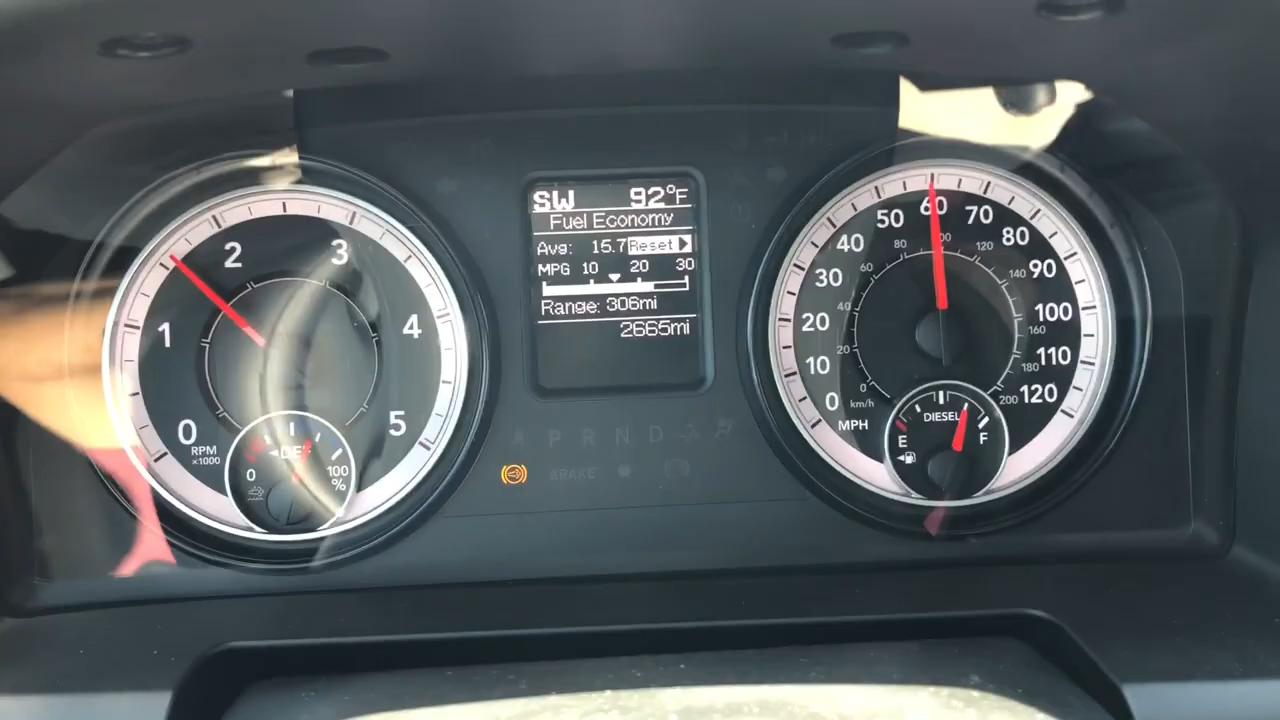 SW 92°F
Fuel Economy
Avg: 15.7 Reset
MPG 10 20 30
Range: 306mi
2665mi
0 1 2 3 4 5
RPM
×1000
DEF
0 100
%
P R N D
BRAKE
0 10 20 30 40 50 60 70 80 90 100 110 120
MPH
0 20 40 60 80 100 120 140 160 180 200
km/h
DIESEL
E F